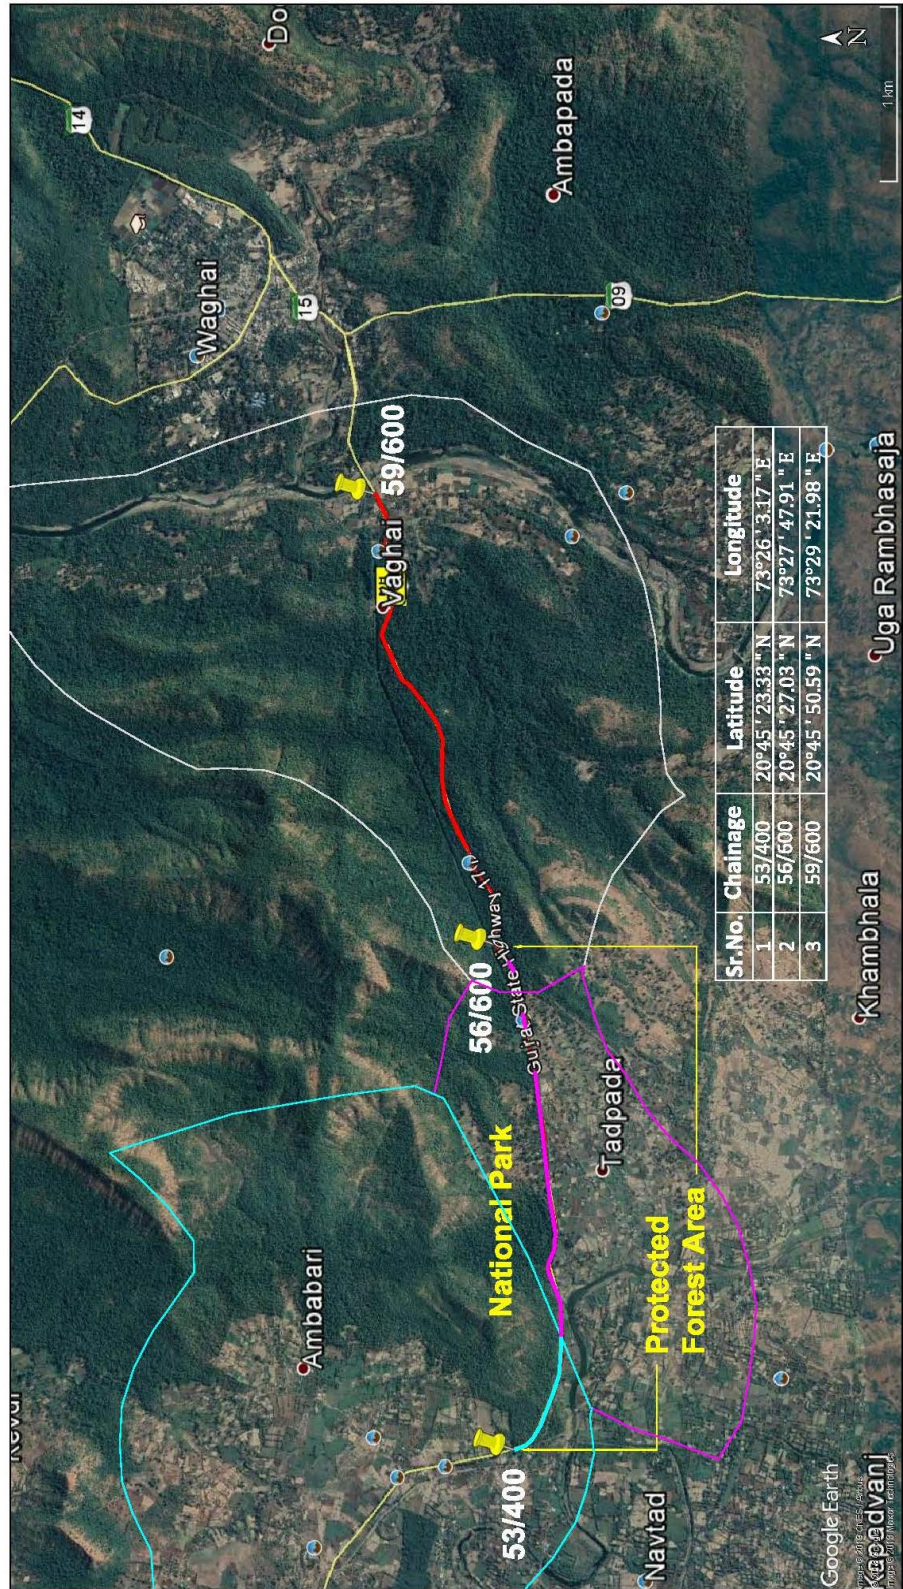 14
Do
Waghai
15
Ambapada
09
N
1 km
59/600
Vaghai
Gujrat State Highway 17
56/600
National Park
Tadpada
Ambabari
Protected
Forest Area
53/400
Navtad
Khambhala
Uga Rambhasaja
Sr.No. Chainage Latitude Longitude
1 53/400 20°45 ' 23.33 " N 73°26 ' 3.17 " E
2 56/600 20°45 ' 27.03 " N 73°27 ' 47.91 " E
3 59/600 20°45 ' 50.59 " N 73°29 ' 21.98 " E
Google Earth